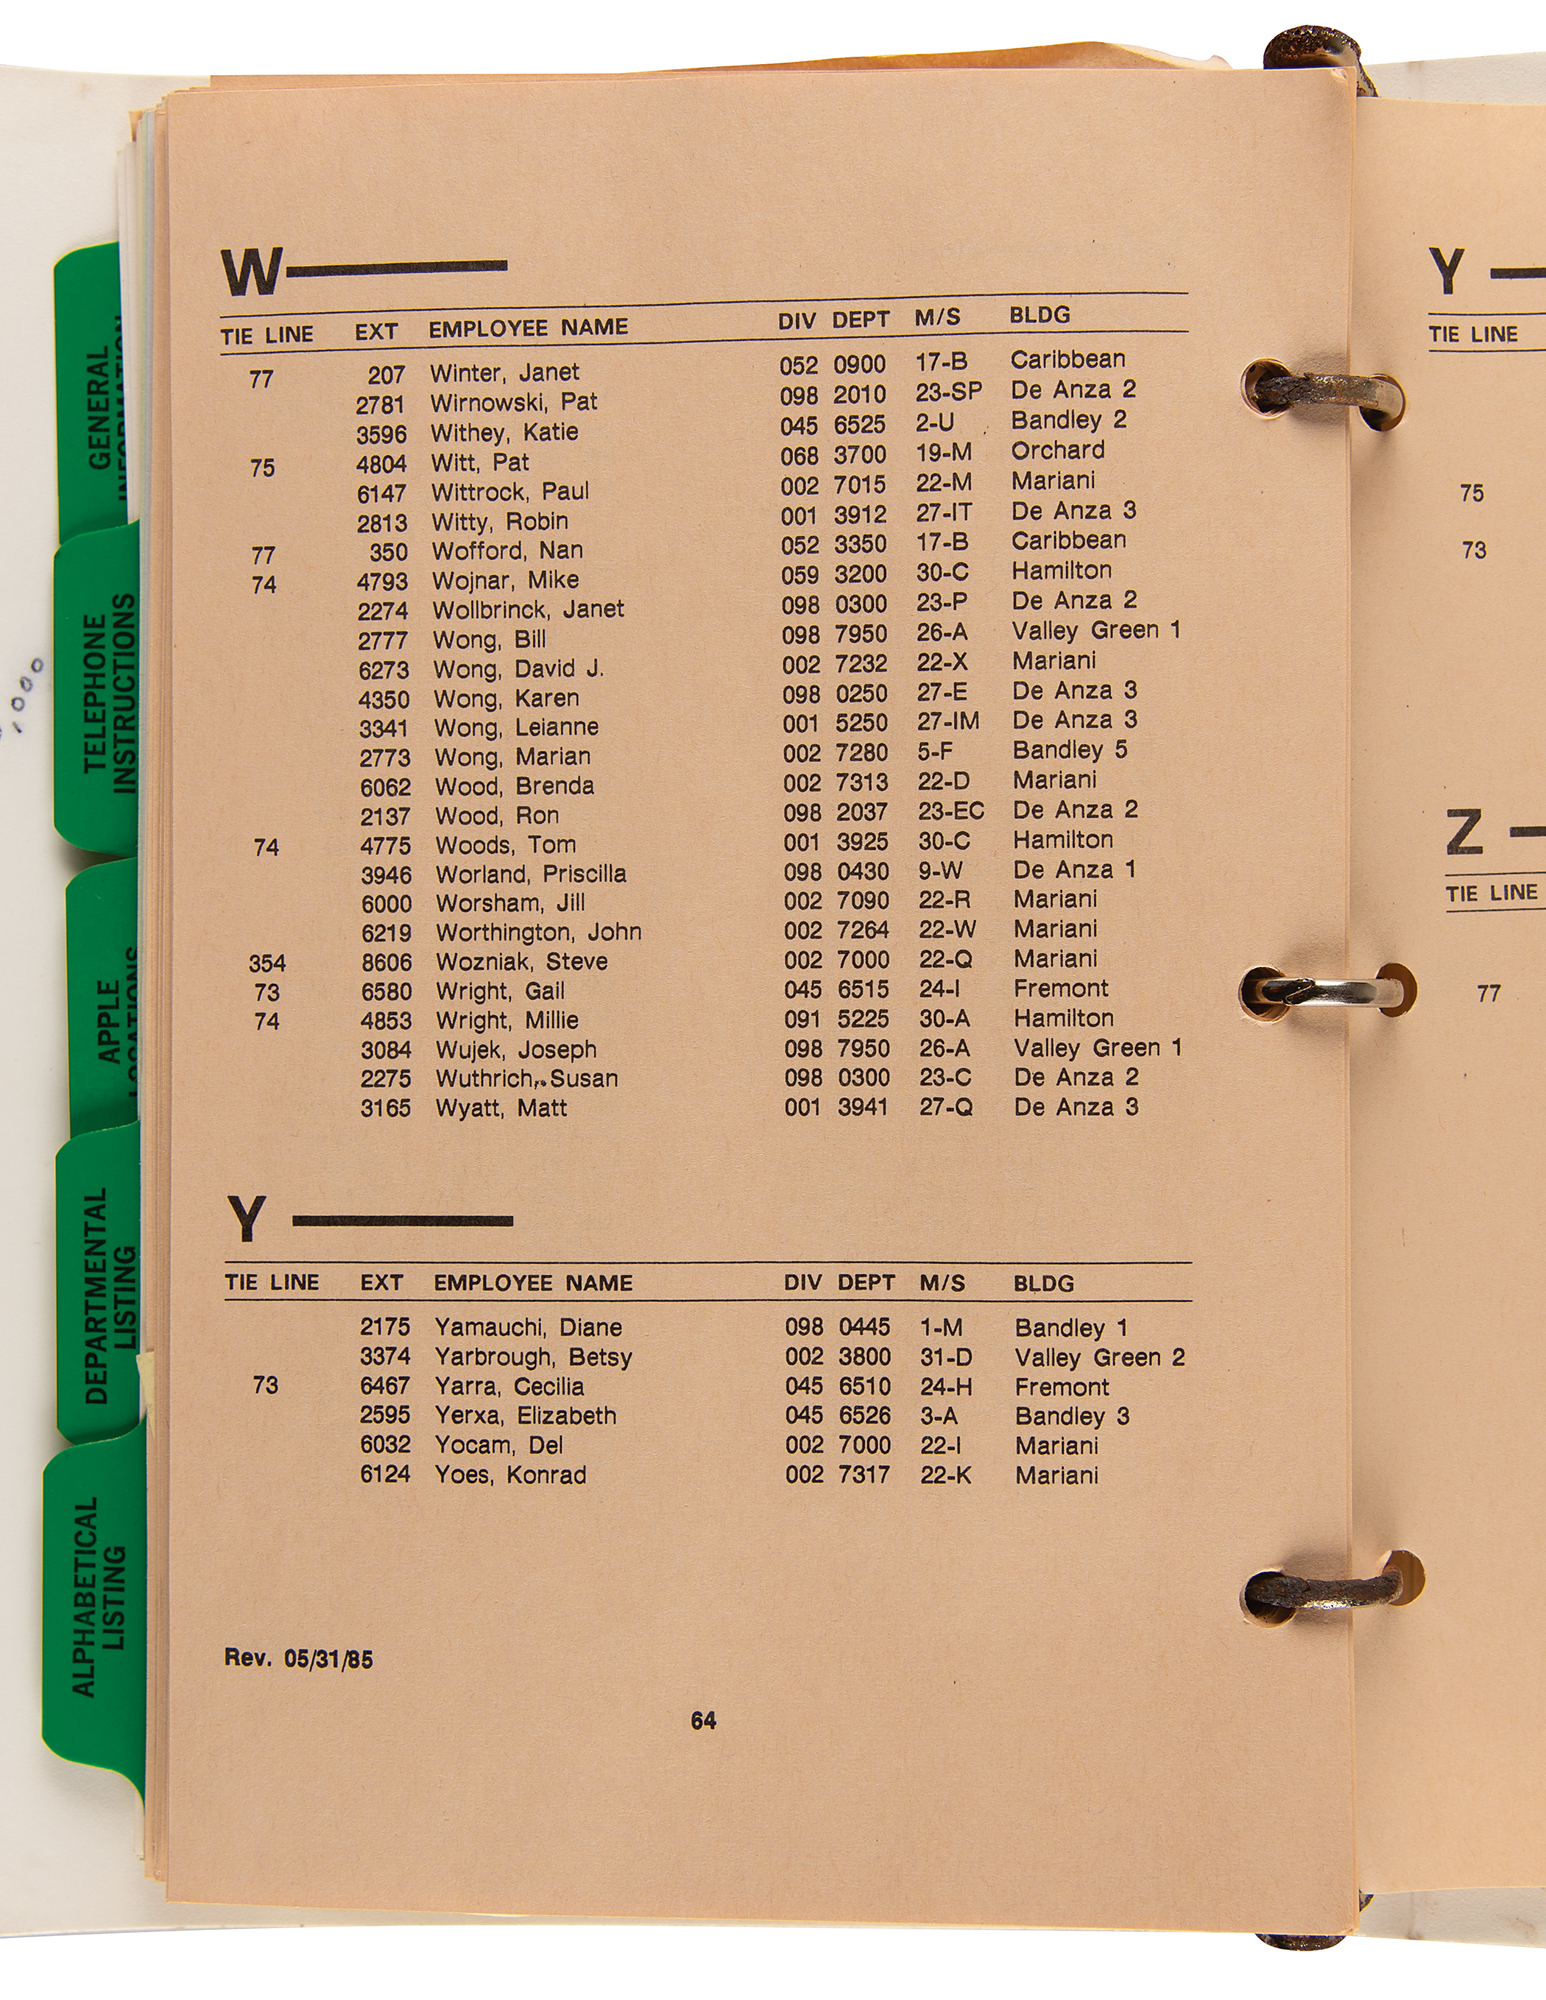 W
TIE LINE EXT EMPLOYEE NAME DIV DEPT M/S BLDG
77 207 Winter, Janet 052 0900 17-B Caribbean
2781 Wirnowski, Pat 098 2010 23-SP De Anza 2
3596 Withey, Katie 045 6525 2-U Bandley 2
75 4804 Witt, Pat 068 3700 19-M Orchard
6147 Wittrock, Paul 002 7015 22-M Mariani
2813 Witty, Robin 001 3912 27-IT De Anza 3
77 350 Wofford, Nan 052 3350 17-B Caribbean
74 4793 Wojnar, Mike 059 3200 30-C Hamilton
2274 Wollbrinck, Janet 098 0300 23-P De Anza 2
2777 Wong, Bill 098 7950 26-A Valley Green 1
6273 Wong, David J. 002 7232 22-X Mariani
4350 Wong, Karen 098 0250 27-E De Anza 3
3341 Wong, Leianne 001 5250 27-IM De Anza 3
2773 Wong, Marian 002 7280 5-F Bandley 5
6062 Wood, Brenda 002 7313 22-D Mariani
2137 Wood, Ron 098 2037 23-EC De Anza 2
74 4775 Woods, Tom 001 3925 30-C Hamilton
3946 Worland, Priscilla 098 0430 9-W De Anza 1
6000 Worsham, Jill 002 7090 22-R Mariani
6219 Worthington, John 002 7264 22-W Mariani
354 8606 Wozniak, Steve 002 7000 22-Q Mariani
73 6580 Wright, Gail 045 6515 24-I Fremont
74 4853 Wright, Millie 091 5225 30-A Hamilton
3084 Wujek, Joseph 098 7950 26-A Valley Green 1
2275 Wuthrich, Susan 098 0300 23-C De Anza 2
3165 Wyatt, Matt 001 3941 27-Q De Anza 3
Y
TIE LINE EXT EMPLOYEE NAME DIV DEPT M/S BLDG
2175 Yamauchi, Diane 098 0445 1-M Bandley 1
3374 Yarbrough, Betsy 002 3800 31-D Valley Green 2
73 6467 Yarra, Cecilia 045 6510 24-H Fremont
2595 Yerxa, Elizabeth 045 6526 3-A Bandley 3
6032 Yocam, Del 002 7000 22-I Mariani
6124 Yoes, Konrad 002 7317 22-K Mariani
Rev. 05/31/85
64
GENERAL
INFORMATION
TELEPHONE
INSTRUCTIONS
APPLE
LOCATIONS
DEPARTMENTAL
LISTING
ALPHABETICAL
LISTING
Y
TIE LINE
75
73
Z
TIE LINE
77